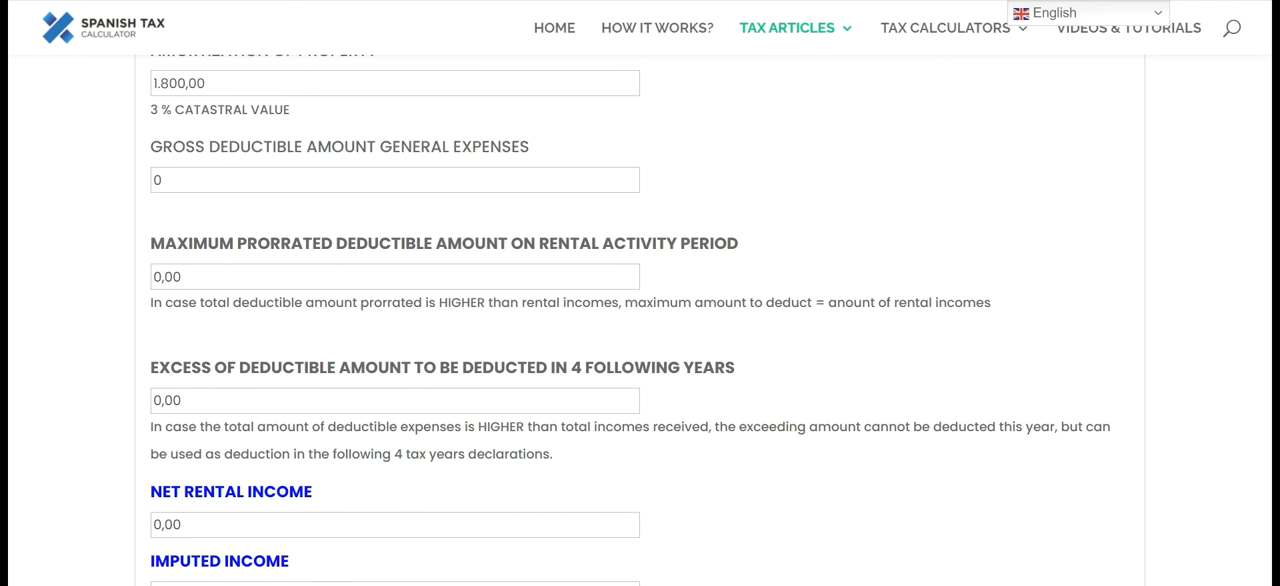 SPANISH TAX
CALCULATOR
HOME HOW IT WORKS? TAX ARTICLES TAX CALCULATORS VIDEOS & TUTORIALS
English
AMORTIZATION OF PROPERTY
1.800,00
3 % CATASTRAL VALUE
GROSS DEDUCTIBLE AMOUNT GENERAL EXPENSES
0
MAXIMUM PRORRATED DEDUCTIBLE AMOUNT ON RENTAL ACTIVITY PERIOD
0,00
In case total deductible amount prorrated is HIGHER than rental incomes, maximum amount to deduct = anount of rental incomes
EXCESS OF DEDUCTIBLE AMOUNT TO BE DEDUCTED IN 4 FOLLOWING YEARS
0,00
In case the total amount of deductible expenses is HIGHER than total incomes received, the exceeding amount cannot be deducted this year, but can
be used as deduction in the following 4 tax years declarations.
NET RENTAL INCOME
0,00
IMPUTED INCOME